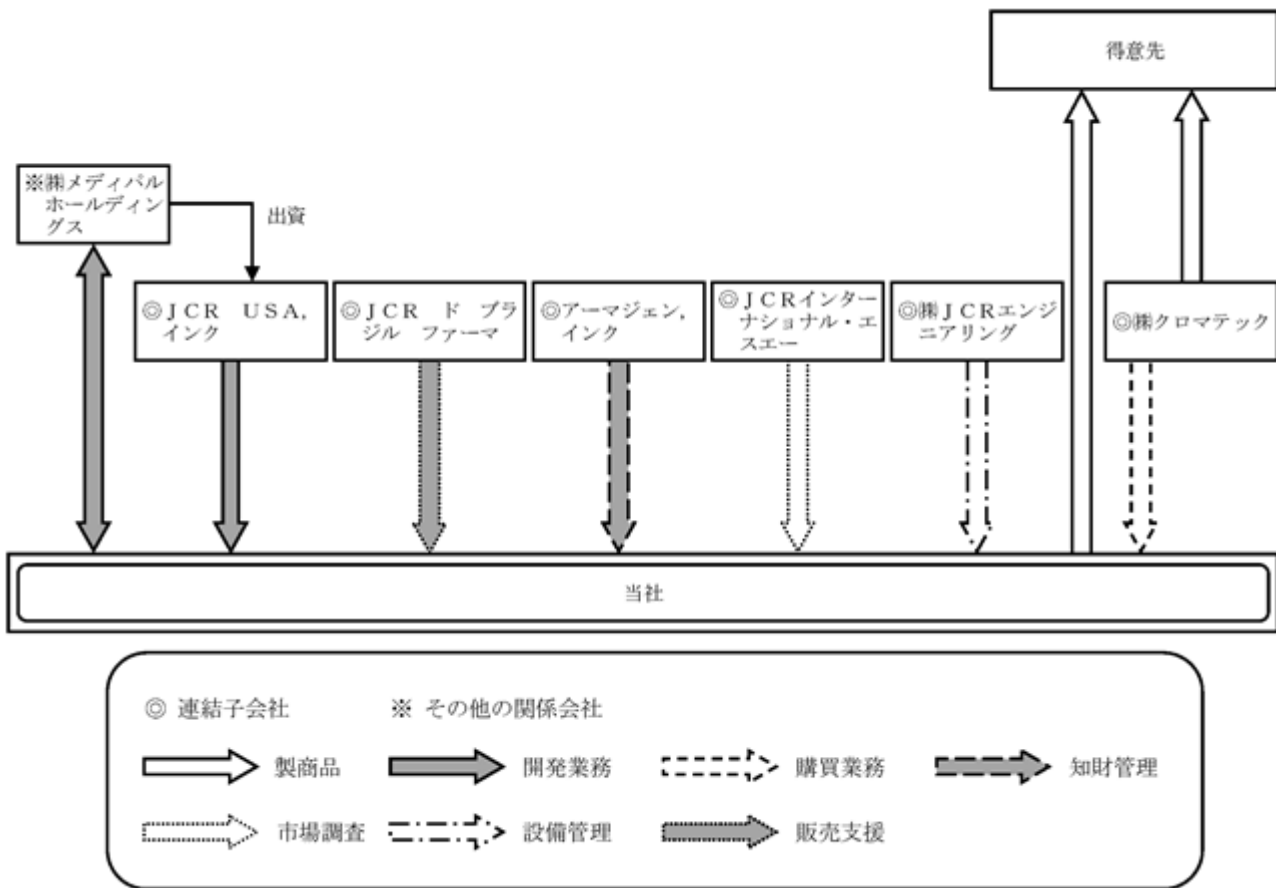 得意先
※㈱メディパル
ホールディン
グス
出資
◎ＪＣＲ　ＵＳＡ,
インク
◎ＪＣＲ　ド　ブラ
ジル　ファーマ
◎アーマジェン,
インク
◎ＪＣＲインター
ナショナル・エ
スエー
◎㈱ＪＣＲエンジ
ニアリング
◎㈱クロマテック
当社
◎ 連結子会社
※ その他の関係会社
製商品
開発業務
購買業務
知財管理
市場調査
設備管理
販売支援